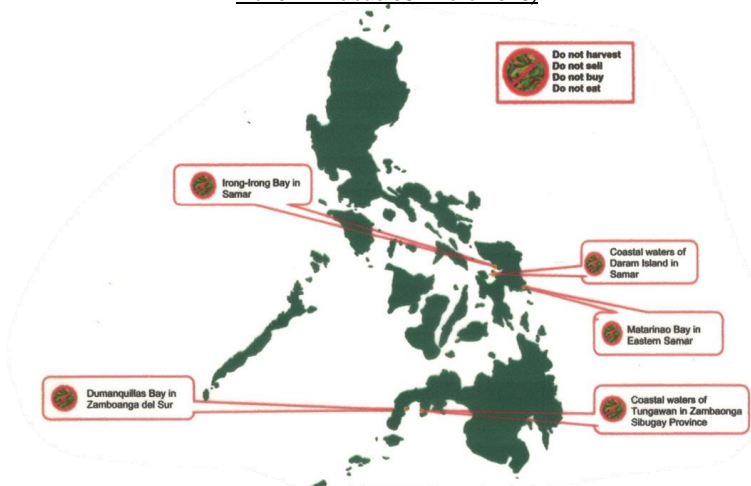 Do not harvest
Do not sell
Do not buy
Do not eat
Irong-Irong Bay in
Samar
Coastal waters of
Daram Island in
Samar
Matarinao Bay in
Eastern Samar
Dumanquillas Bay in
Zamboanga del Sur
Coastal waters of
Tungawan in Zambaonga
Sibugay Province